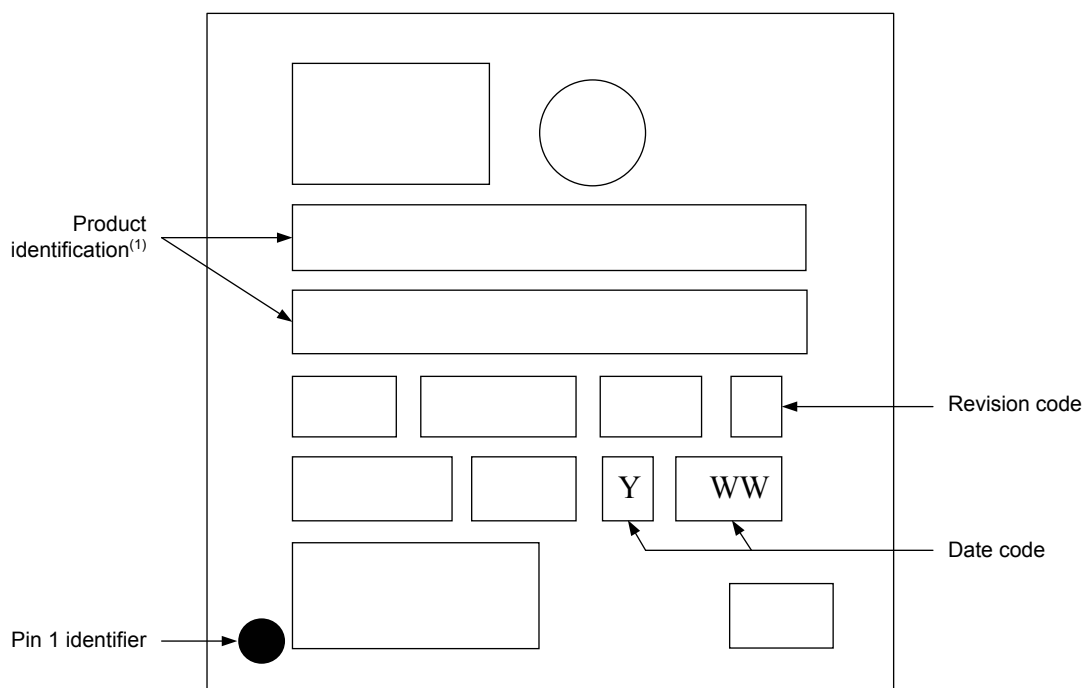 Product
identification(1)
Revision code
Y WW
Date code
Pin 1 identifier